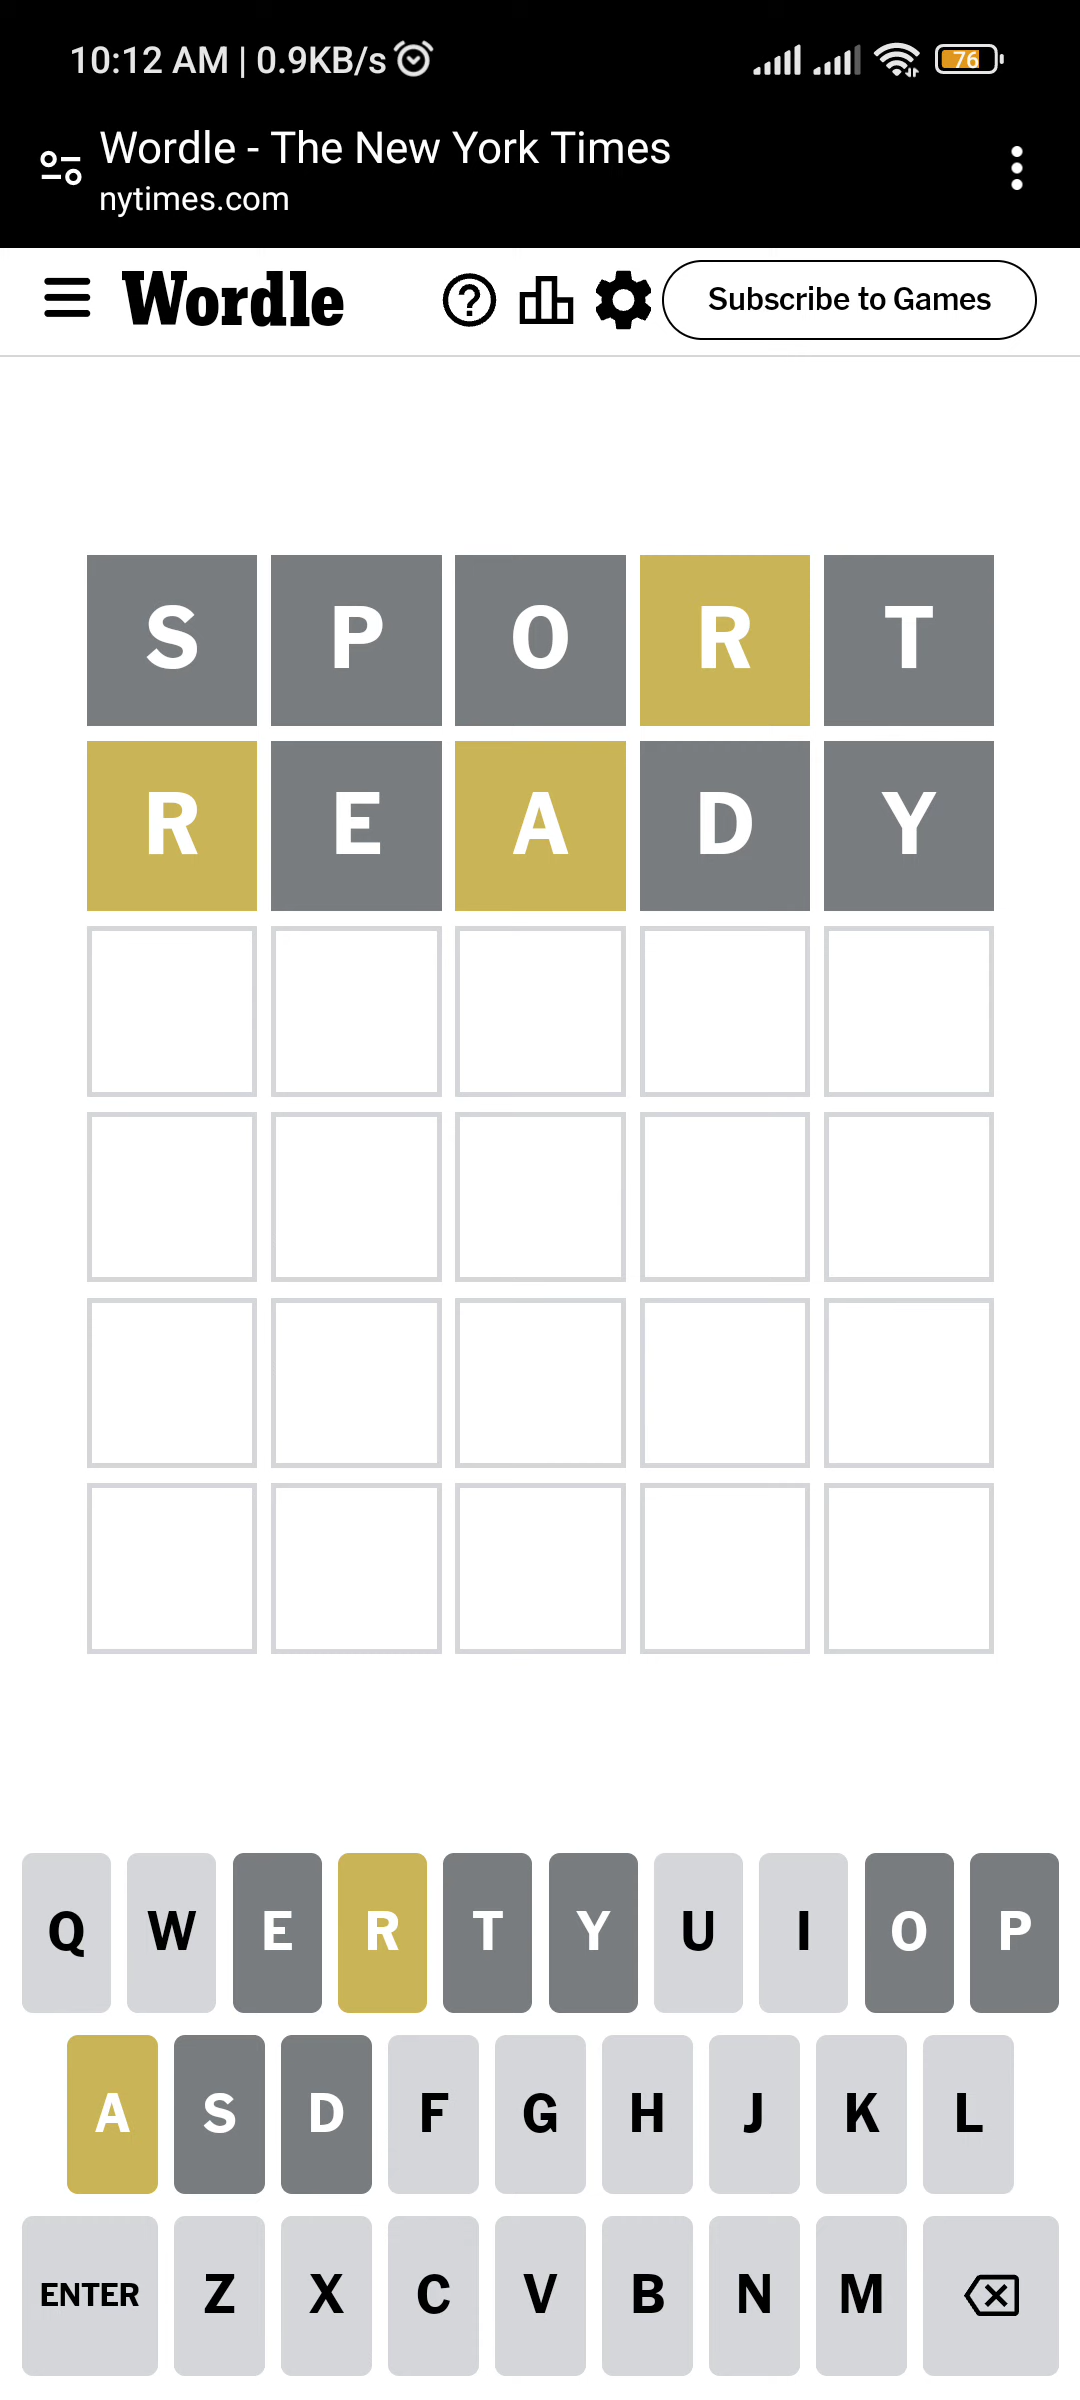 10:12 AM | 0.9KB/s 76
Wordle - The New York Times
nytimes.com
Wordle ? Subscribe to Games
S P O R T
R E A D Y
Q W E R T Y U I O P
A S D F G H J K L
ENTER Z X C V B N M